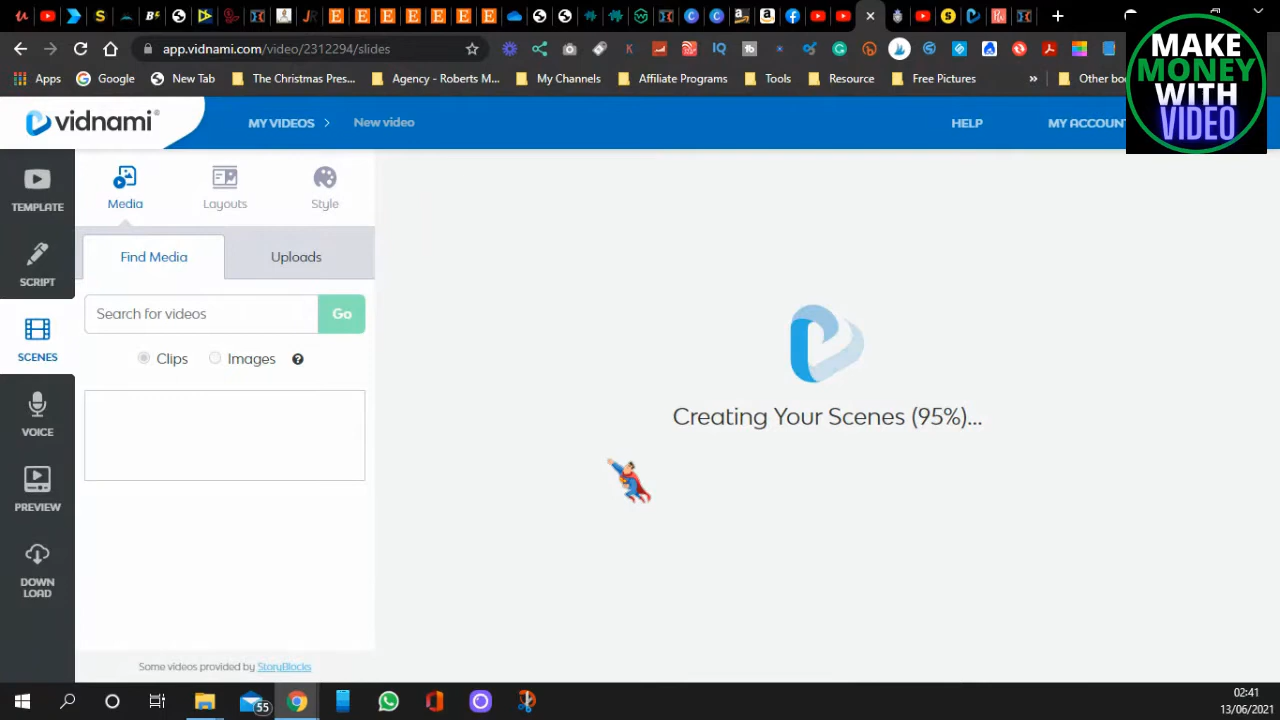 app.vidnami.com/video/2312294/slides
Apps
Google
New Tab
The Christmas Pres...
Agency - Roberts M...
My Channels
Affiliate Programs
Tools
Resource
Free Pictures
»
Other bo
MAKE
MONEY
WITH
VIDEO
vidnami®
MY VIDEOS >
New video
HELP
MY ACCOUNT
TEMPLATE
SCRIPT
SCENES
VOICE
PREVIEW
DOWN
LOAD
Media
Layouts
Style
Find Media
Uploads
Search for videos
Go
Clips
Images
?
Creating Your Scenes (95%)...
Some videos provided by StoryBlocks
55
02:41
13/06/2021